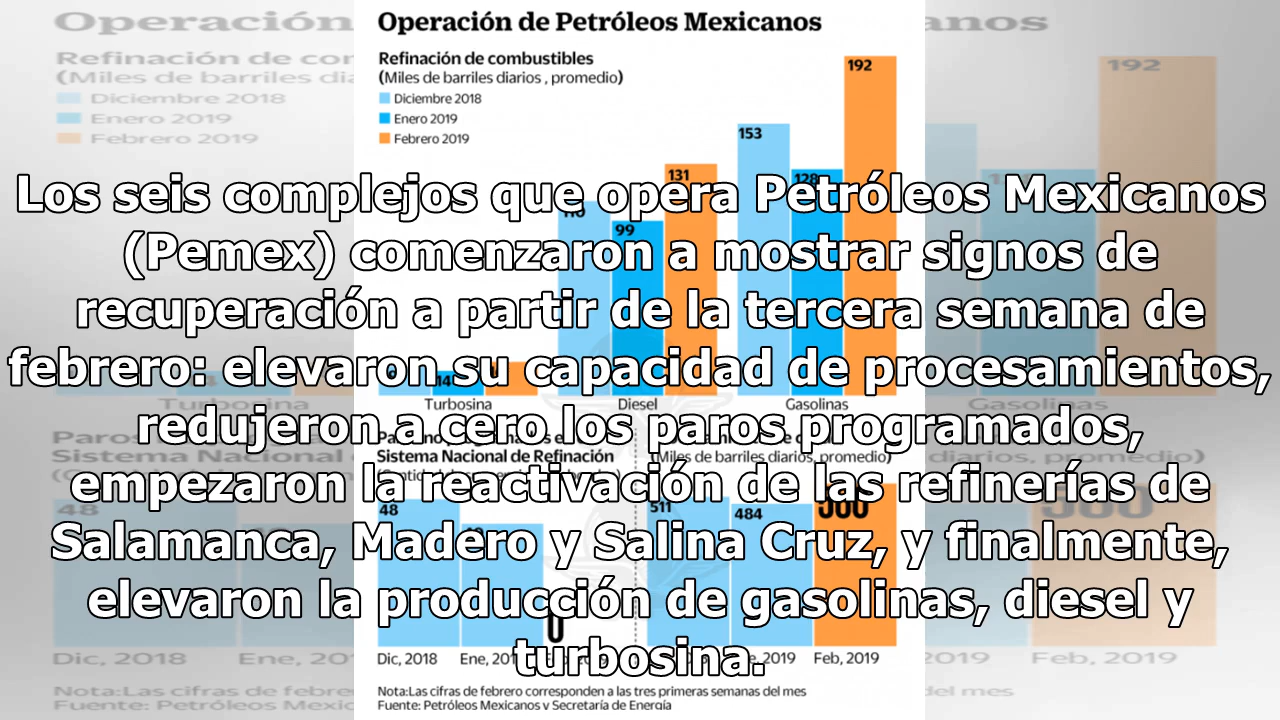 Operación de Petróleos Mexicanos
Refinación de combustibles
(Miles de barriles diarios , promedio)
Diciembre 2018
Enero 2019
Febrero 2019
192
153
128
131
99
Los seis complejos que opera Petróleos Mexicanos
(Pemex) comenzaron a mostrar signos de
recuperación a partir de la tercera semana de
febrero: elevaron su capacidad de procesamientos,
redujeron a cero los paros programados,
empezaron la reactivación de las refinerías de
Salamanca, Madero y Salina Cruz, y finalmente,
elevaron la producción de gasolinas, diesel y
turbosina.
14
Turbosina
Diesel
Gasolinas
Sistema Nacional de Refinación
(Miles de barriles diarios, promedio)
48
511
484
0
Dic, 2018
Ene, 2019
Feb, 2019
Nota:Las cifras de febrero corresponden a las tres primeras semanas del mes
Fuente: Petróleos Mexicanos y Secretaría de Energía